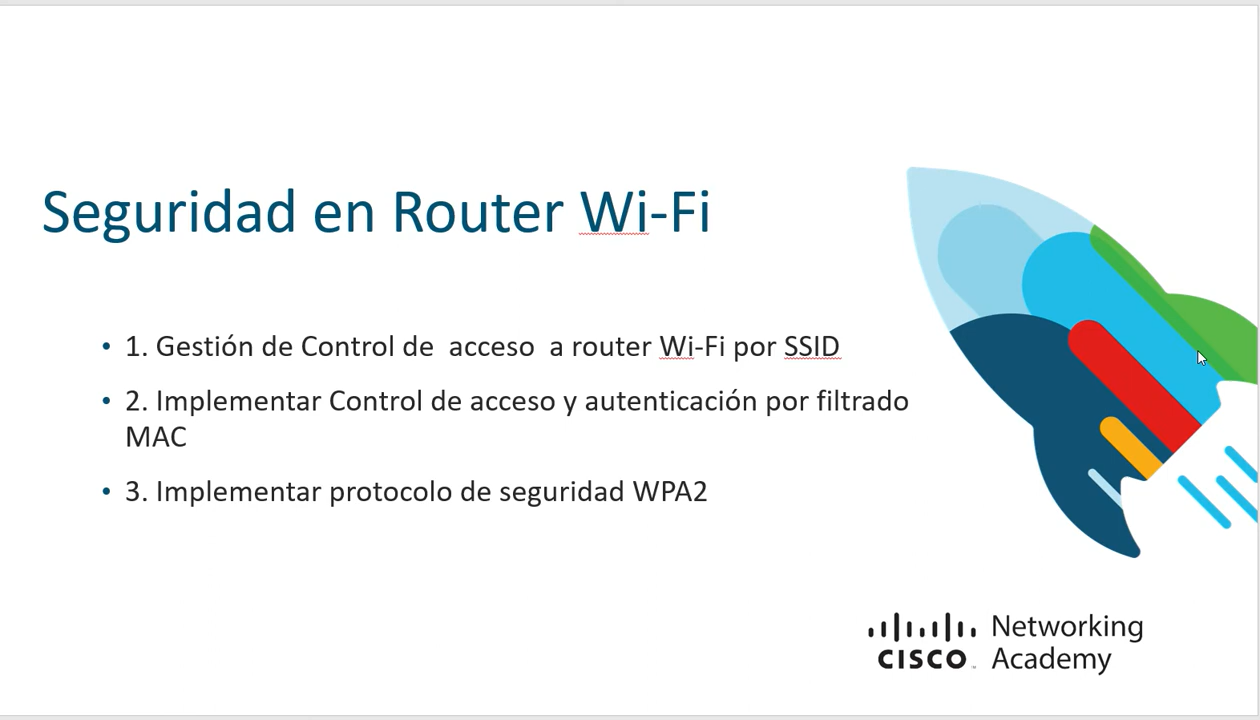 Seguridad en Router Wi-Fi
• 1. Gestión de Control de  acceso  a router Wi-Fi por SSID
• 2. Implementar Control de acceso y autenticación por filtrado
MAC
• 3. Implementar protocolo de seguridad WPA2
Networking
CISCO Academy